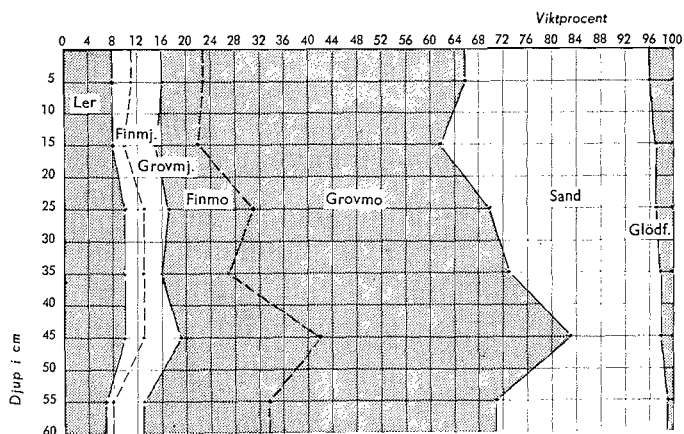 Viktprocent
0 4 8 12 16 20 24 28 32 36 40 44 48 52 56 60 64 68 72 76 80 84 88 92 96 100
5
Ler
10
Finmj.
15
Grovmj.
20
Finmo Grovmo Sand
25
Glödf.
30
35
40
45
50
55
60
Djup i cm